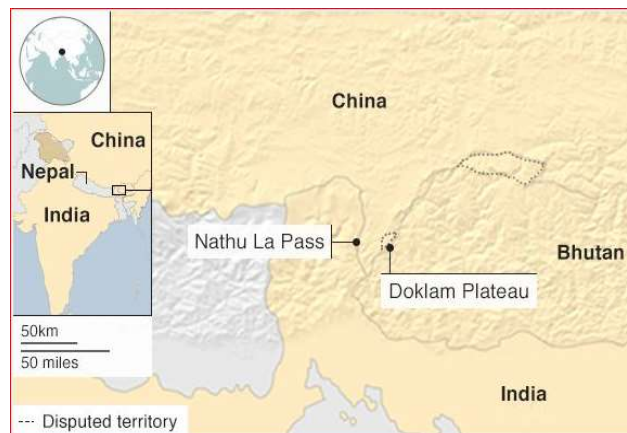 China
China
Nepal
India
Nathu La Pass
Bhutan
Doklam Plateau
50km
50 miles
India
---- Disputed territory